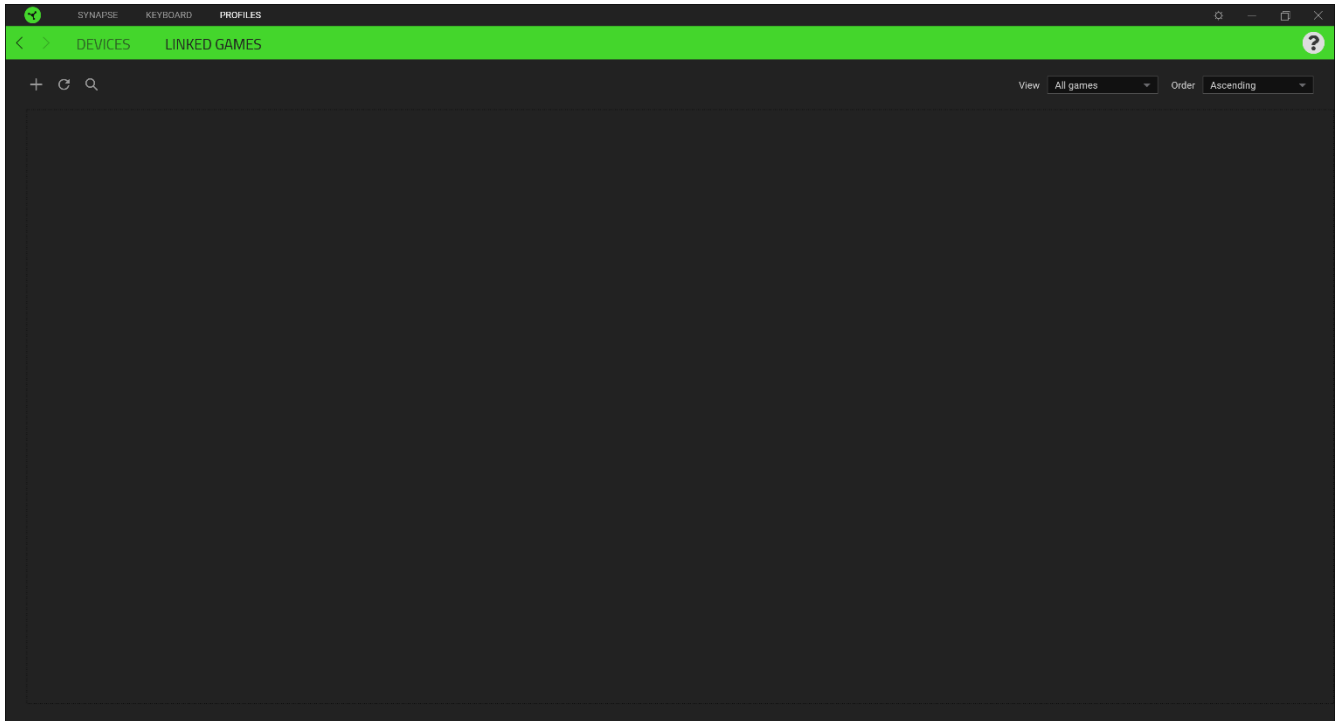 SYNAPSE KEYBOARD PROFILES
DEVICES LINKED GAMES ?
View All games Order Ascending